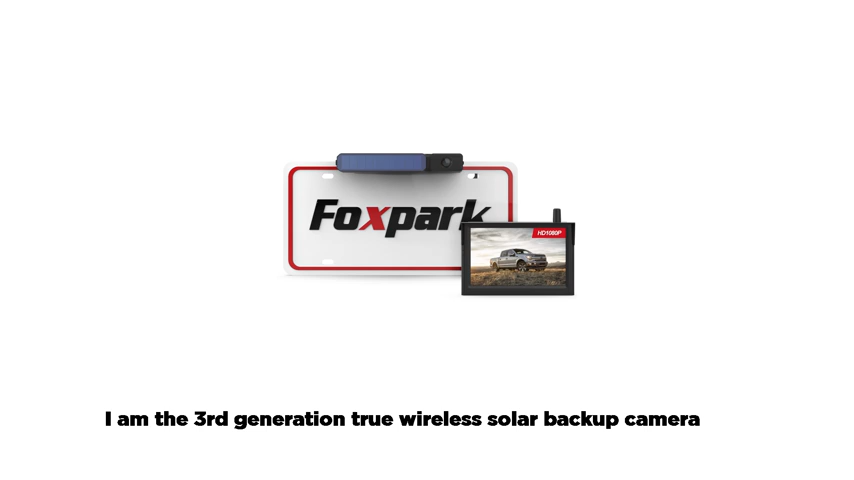 Foxpark
HD1080P
I am the 3rd generation true wireless solar backup camera